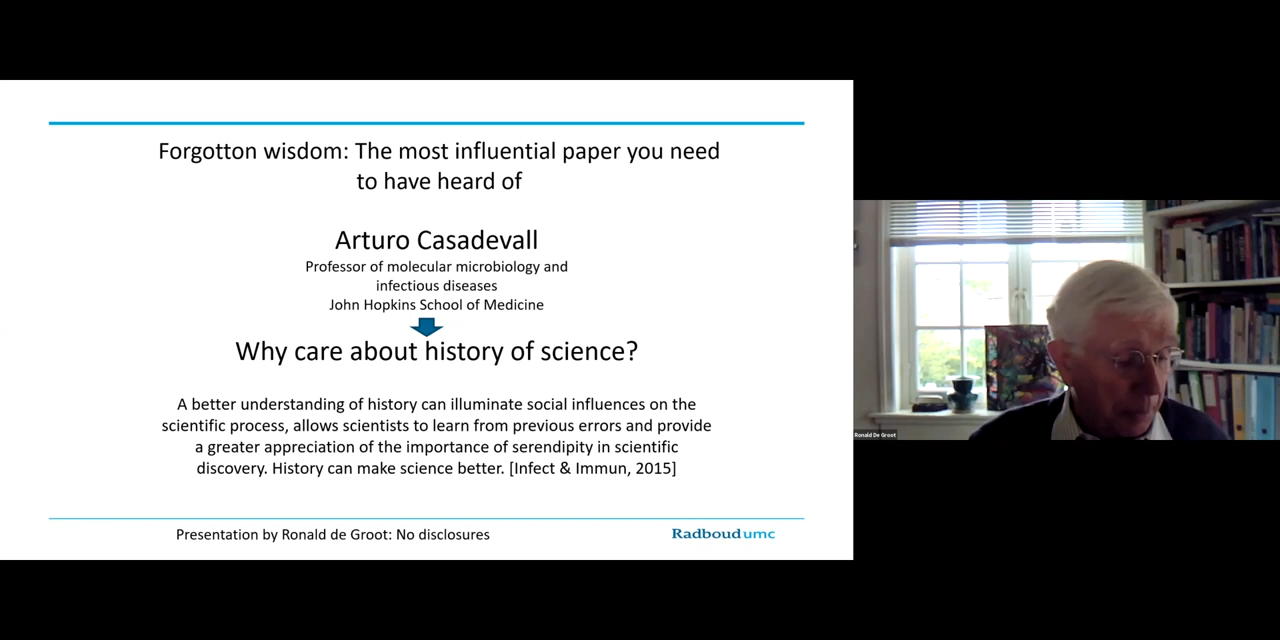 Forgotton wisdom: The most influential paper you need
to have heard of
Arturo Casadevall
Professor of molecular microbiology and
infectious diseases
John Hopkins School of Medicine
Why care about history of science?
A better understanding of history can illuminate social influences on the
scientific process, allows scientists to learn from previous errors and provide
a greater appreciation of the importance of serendipity in scientific
discovery. History can make science better. [Infect & Immun, 2015]
Presentation by Ronald de Groot: No disclosures
Radboudumc
Ronald De Groot